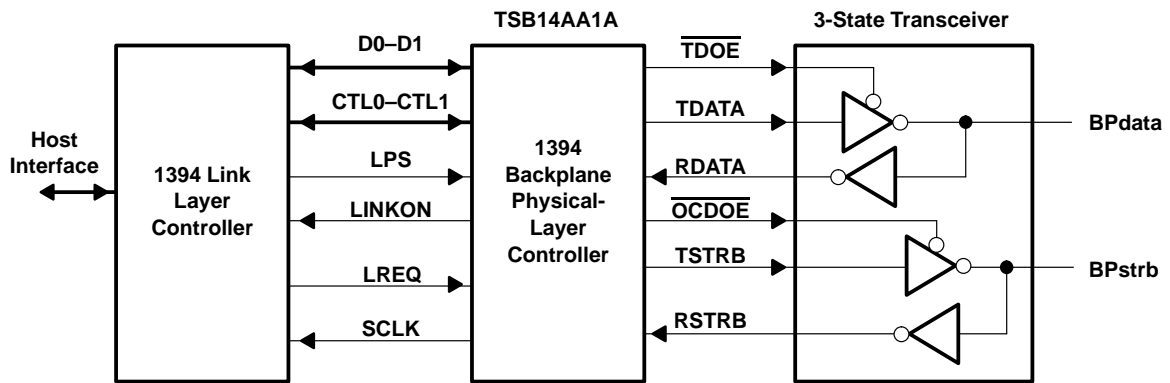 TSB14AA1A
3-State Transceiver
D0–D1
TDOE
CTL0–CTL1
TDATA
BPdata
Host
Interface
1394 Link
Layer
Controller
LPS
1394
Backplane
Physical-
Layer
Controller
RDATA
LINKON
OCDOE
TSTRB
BPstrb
LREQ
SCLK
RSTRB